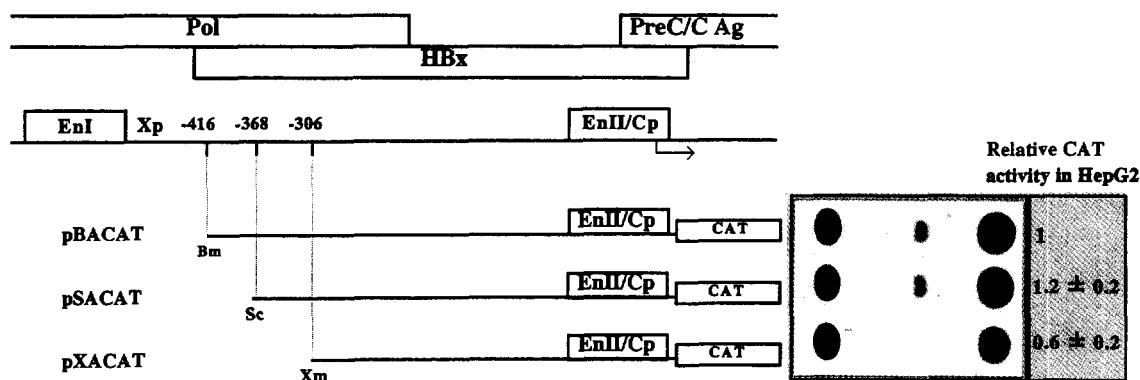 Pol
PreC/C Ag
HBx
EnI Xp -416 -368 -306 EnII/Cp
Relative CAT
activity in HepG2
pBACAT Bm EnII/Cp CAT 1
pSACAT Sc EnII/Cp CAT 1.2 ± 0.2
pXACAT Xm EnII/Cp CAT 0.6 ± 0.2